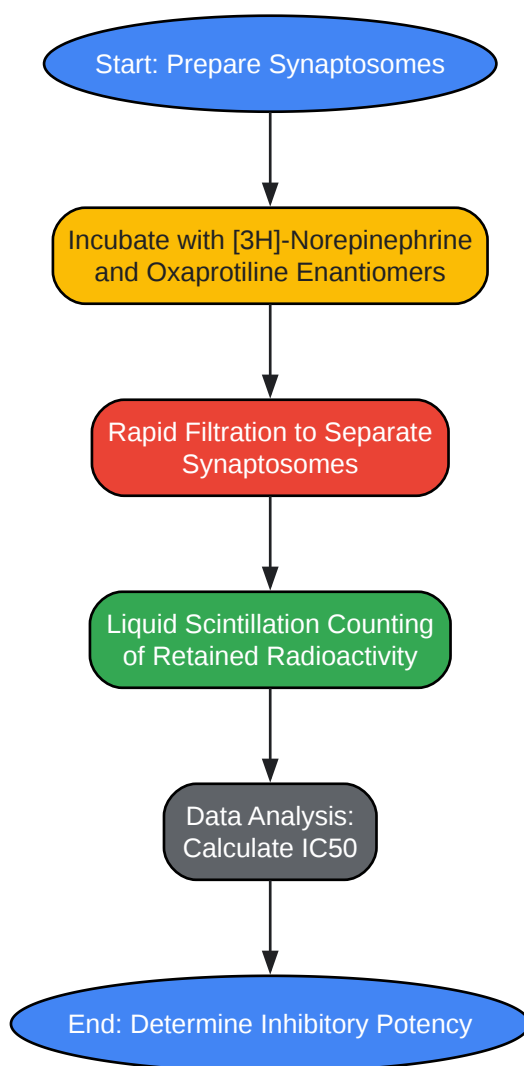 Start: Prepare Synaptosomes
Incubate with [3H]-Norepinephrine
and Oxaprotiline Enantiomers
Rapid Filtration to Separate
Synaptosomes
Liquid Scintillation Counting
of Retained Radioactivity
Data Analysis:
Calculate IC50
End: Determine Inhibitory Potency